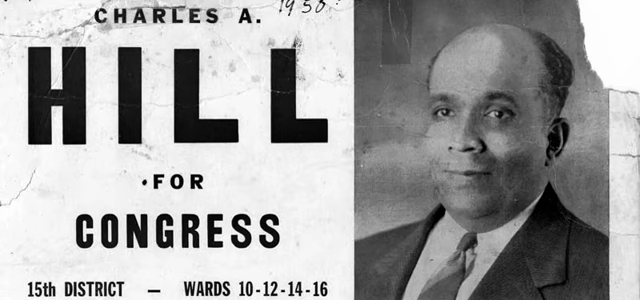 1950.
CHARLES A.
HILL
·FOR
CONGRESS
15th DISTRICT — WARDS 10-12-14-16